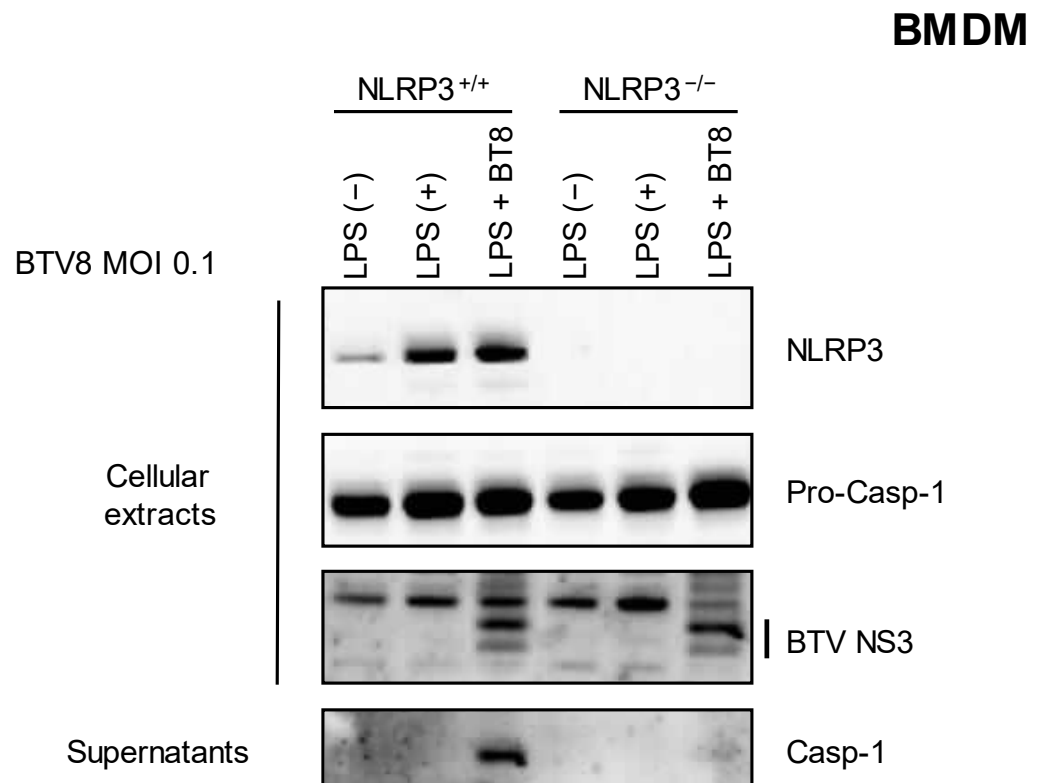 BMDM
NLRP3+/+ NLRP3−/−
LPS (−) LPS (+) LPS + BT8 LPS (−) LPS (+) LPS + BT8
BTV8 MOI 0.1
NLRP3
Cellular
extracts
Pro-Casp-1
BTV NS3
Supernatants
Casp-1